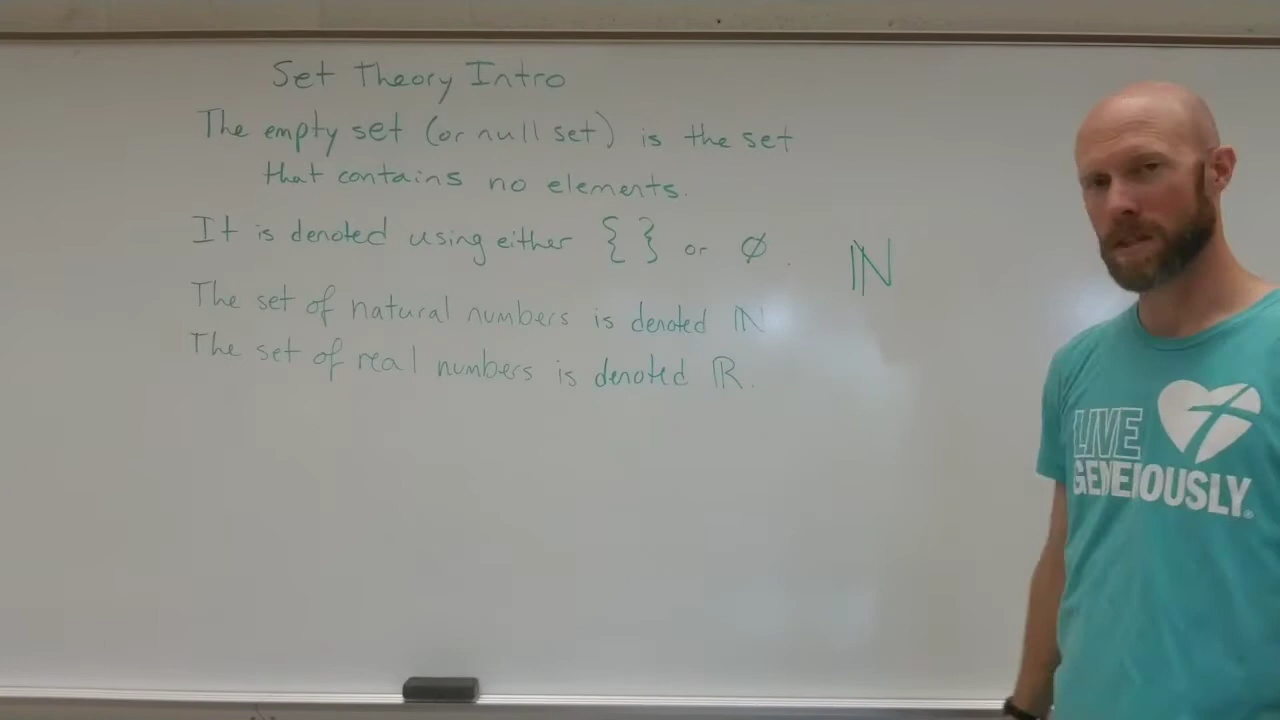 Set Theory Intro
The empty set (or null set) is the set
that contains no elements.
It is denoted using either { } or ∅.
ℕ
The set of natural numbers is denoted ℕ
The set of real numbers is denoted ℝ.
LIVE
GENEROUSLY®